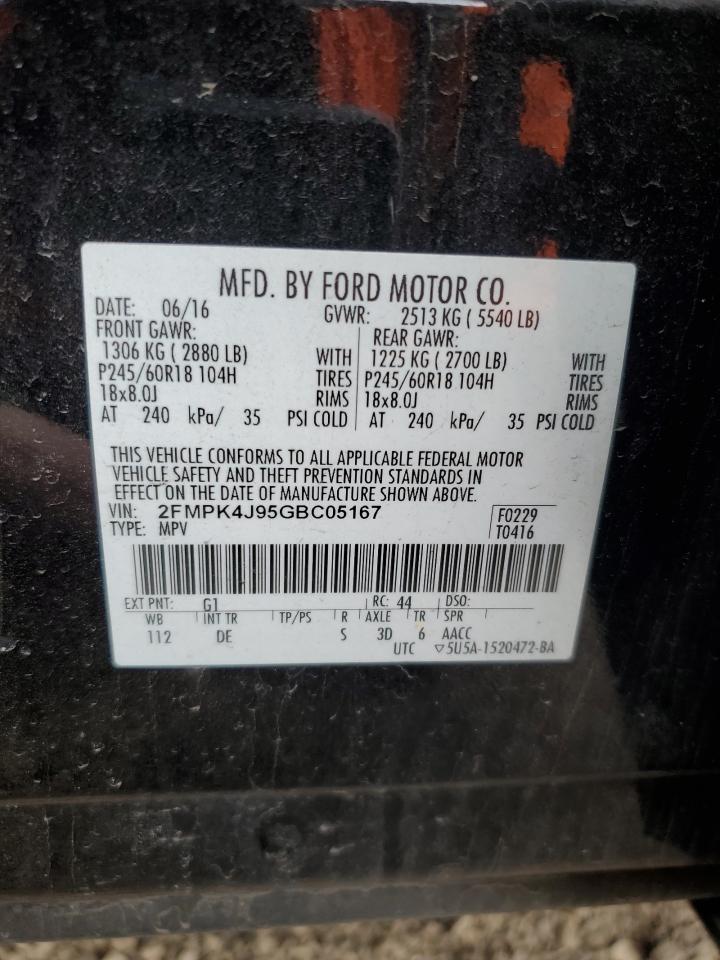 MFD. BY FORD MOTOR CO.
DATE: 06/16 GVWR: 2513 KG ( 5540 LB)
FRONT GAWR: REAR GAWR:
1306 KG ( 2880 LB) WITH 1225 KG ( 2700 LB) WITH
P245/60R18 104H TIRES P245/60R18 104H TIRES
18x8.0J RIMS 18x8.0J RIMS
AT 240 kPa/ 35 PSI COLD AT 240 kPa/ 35 PSI COLD
THIS VEHICLE CONFORMS TO ALL APPLICABLE FEDERAL MOTOR
VEHICLE SAFETY AND THEFT PREVENTION STANDARDS IN
EFFECT ON THE DATE OF MANUFACTURE SHOWN ABOVE.
VIN: 2FMPK4J95GBC05167 F0229
TYPE: MPV T0416
EXT PNT: G1 RC: 44 DSO:
WB INT TR TP/PS R AXLE TR SPR
112 DE S 3D 6 AACC
UTC ▽5U5A-1520472-BA